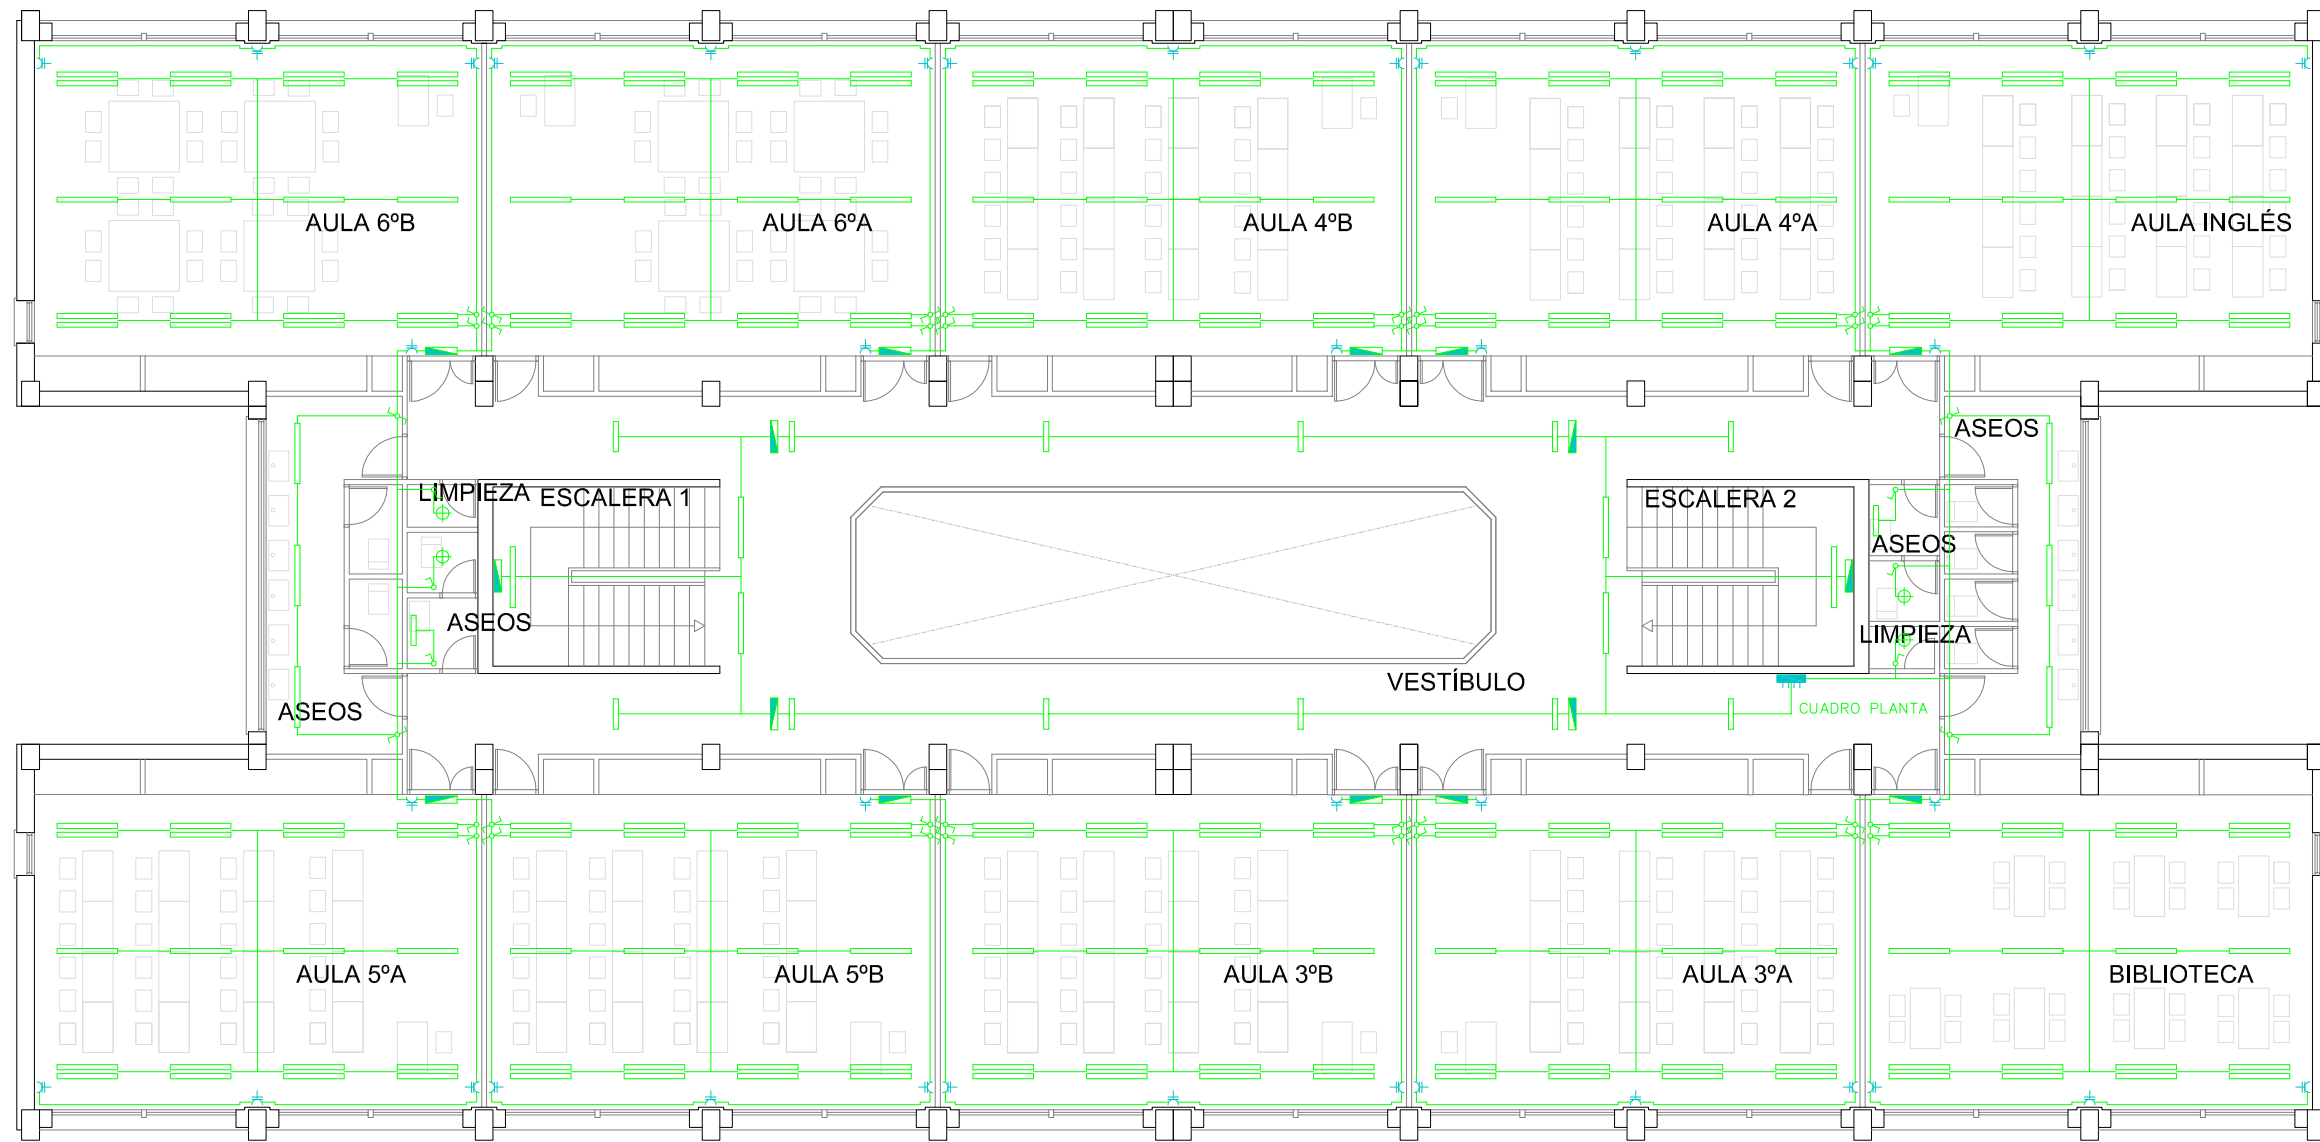 AULA 6ºB
AULA 6ºA
AULA 4ºB
AULA 4ºA
AULA INGLÉS
ASEOS
LIMPIEZA
ESCALERA 1
ESCALERA 2
ASEOS
ASEOS
LIMPIEZA
VESTÍBULO
ASEOS
CUADRO PLANTA
AULA 5ºA
AULA 5ºB
AULA 3ºB
AULA 3ºA
BIBLIOTECA